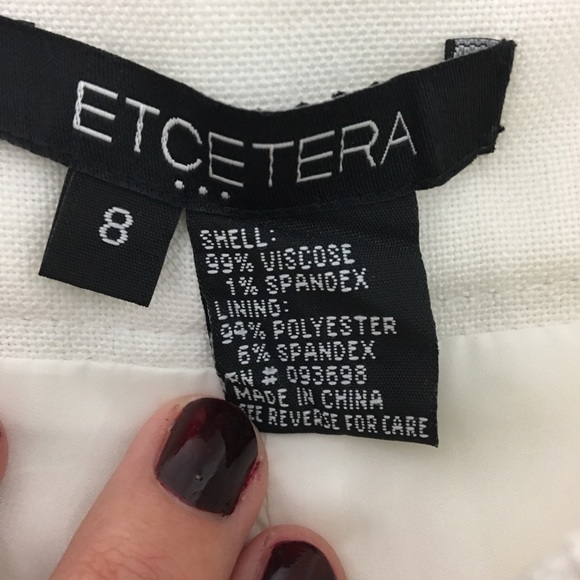 ETCETERA
...
8
SHELL:
99% VISCOSE
1% SPANDEX
LINING:
94% POLYESTER
6% SPANDEX
RN # 093698
MADE IN CHINA
SEE REVERSE FOR CARE